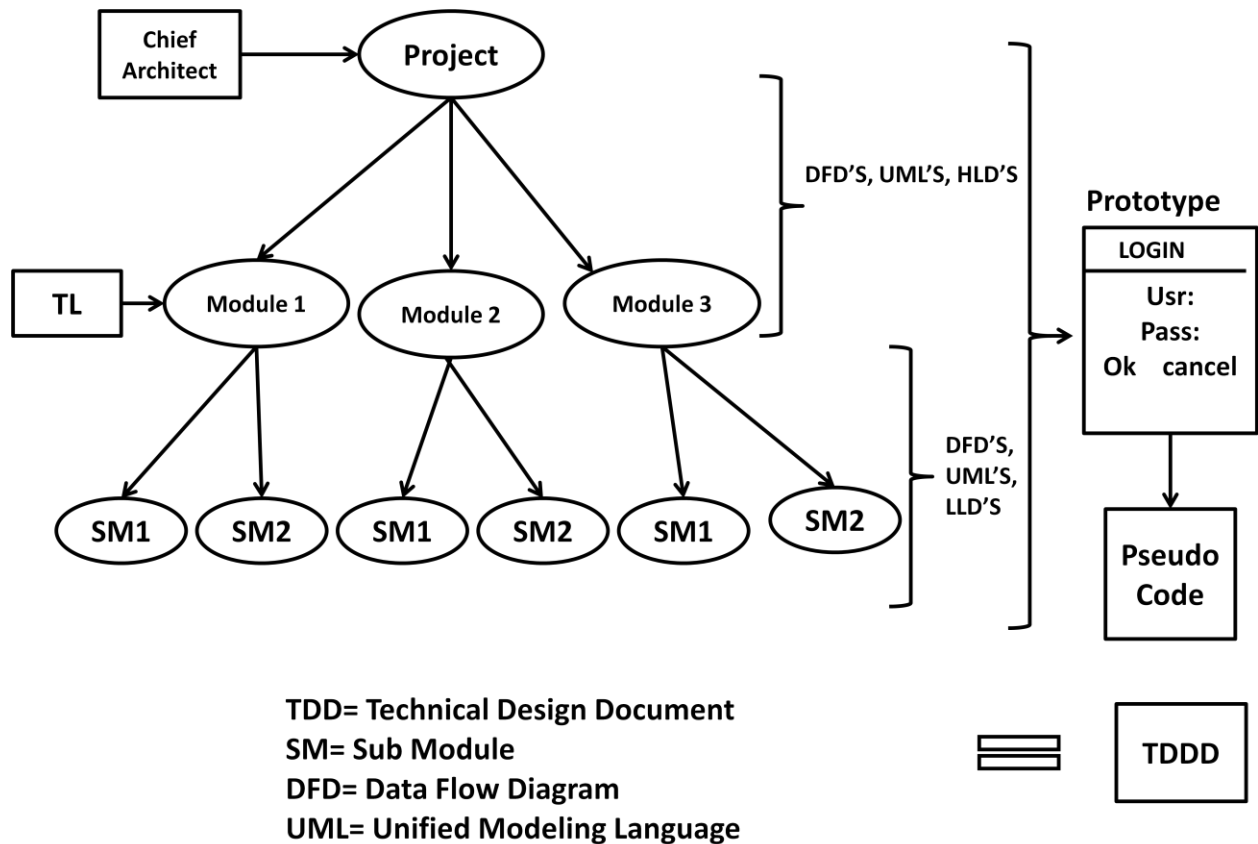 Chief
Architect
Project
DFD'S, UML'S, HLD'S
Prototype
LOGIN
Usr:
Pass:
Ok cancel
TL
Module 1
Module 2
Module 3
DFD'S,
UML'S,
LLD'S
SM1
SM2
SM1
SM2
SM1
SM2
Pseudo
Code
TDD= Technical Design Document
SM= Sub Module
DFD= Data Flow Diagram
UML= Unified Modeling Language
TDDD